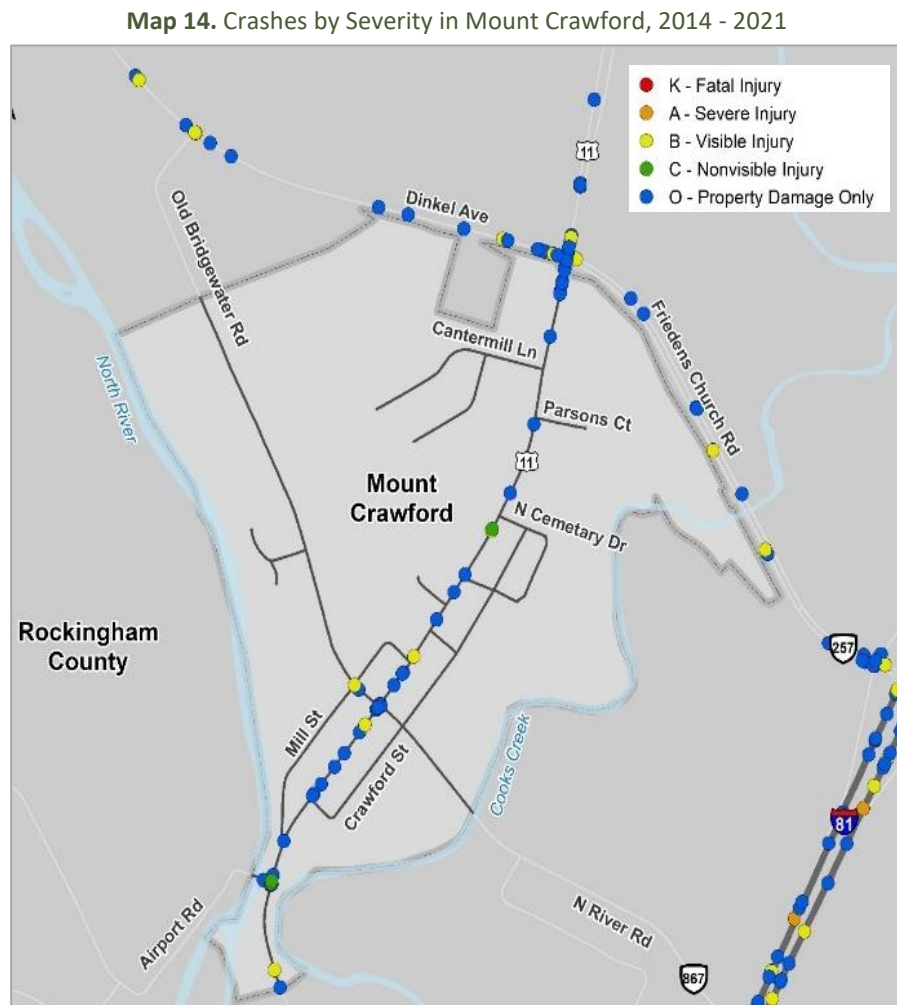 Map 14. Crashes by Severity in Mount Crawford, 2014 - 2021
K - Fatal Injury
A - Severe Injury
B - Visible Injury
C - Nonvisible Injury
O - Property Damage Only
11
Dinkel Ave
Old Bridgewater Rd
Friedens Church Rd
Cantermill Ln
North River
Parsons Ct
11
Mount
Crawford
N Cemetary Dr
Rockingham
County
257
Mill St
Crawford St
Cooks Creek
81
Airport Rd
N River Rd
867